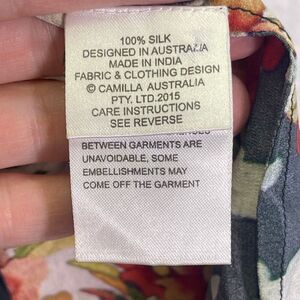 100% SILK
DESIGNED IN AUSTRALIA
MADE IN INDIA
FABRIC & CLOTHING DESIGN
© CAMILLA AUSTRALIA
PTY. LTD.2015
CARE INSTRUCTIONS
SEE REVERSE
BETWEEN GARMENTS ARE
UNAVOIDABLE, SOME
EMBELLISHMENTS MAY
COME OFF THE GARMENT